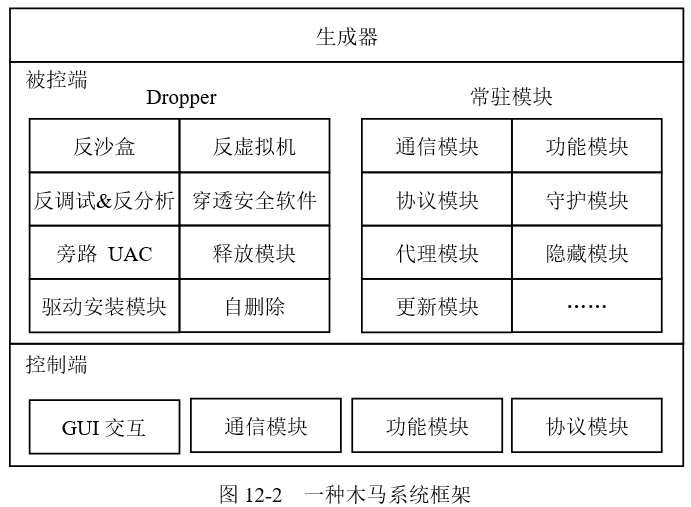 生成器
被控端
Dropper 常驻模块
反沙盒 反虚拟机 通信模块 功能模块
反调试&反分析 穿透安全软件 协议模块 守护模块
旁路 UAC 释放模块 代理模块 隐藏模块
驱动安装模块 自删除 更新模块 ……
控制端
GUI 交互 通信模块 功能模块 协议模块
图 12-2 一种木马系统框架